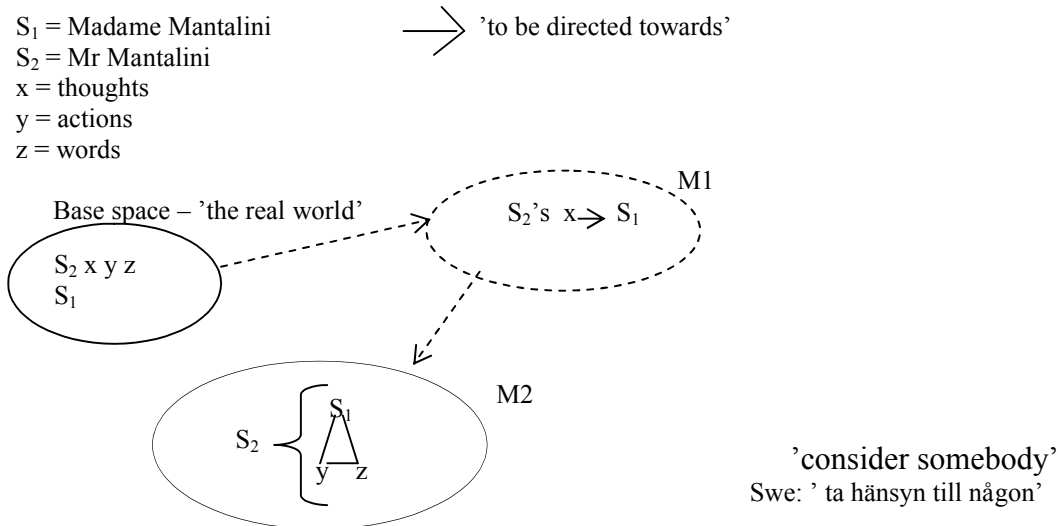 S₁ = Madame Mantalini
’to be directed towards’
S₂ = Mr Mantalini
x = thoughts
y = actions
z = words
M1
Base space – ’the real world’
S₂’s x S₁
S₂ x y z
S₁
M2
S₁
S₂
y z
’consider somebody’
Swe: ’ ta hänsyn till någon’